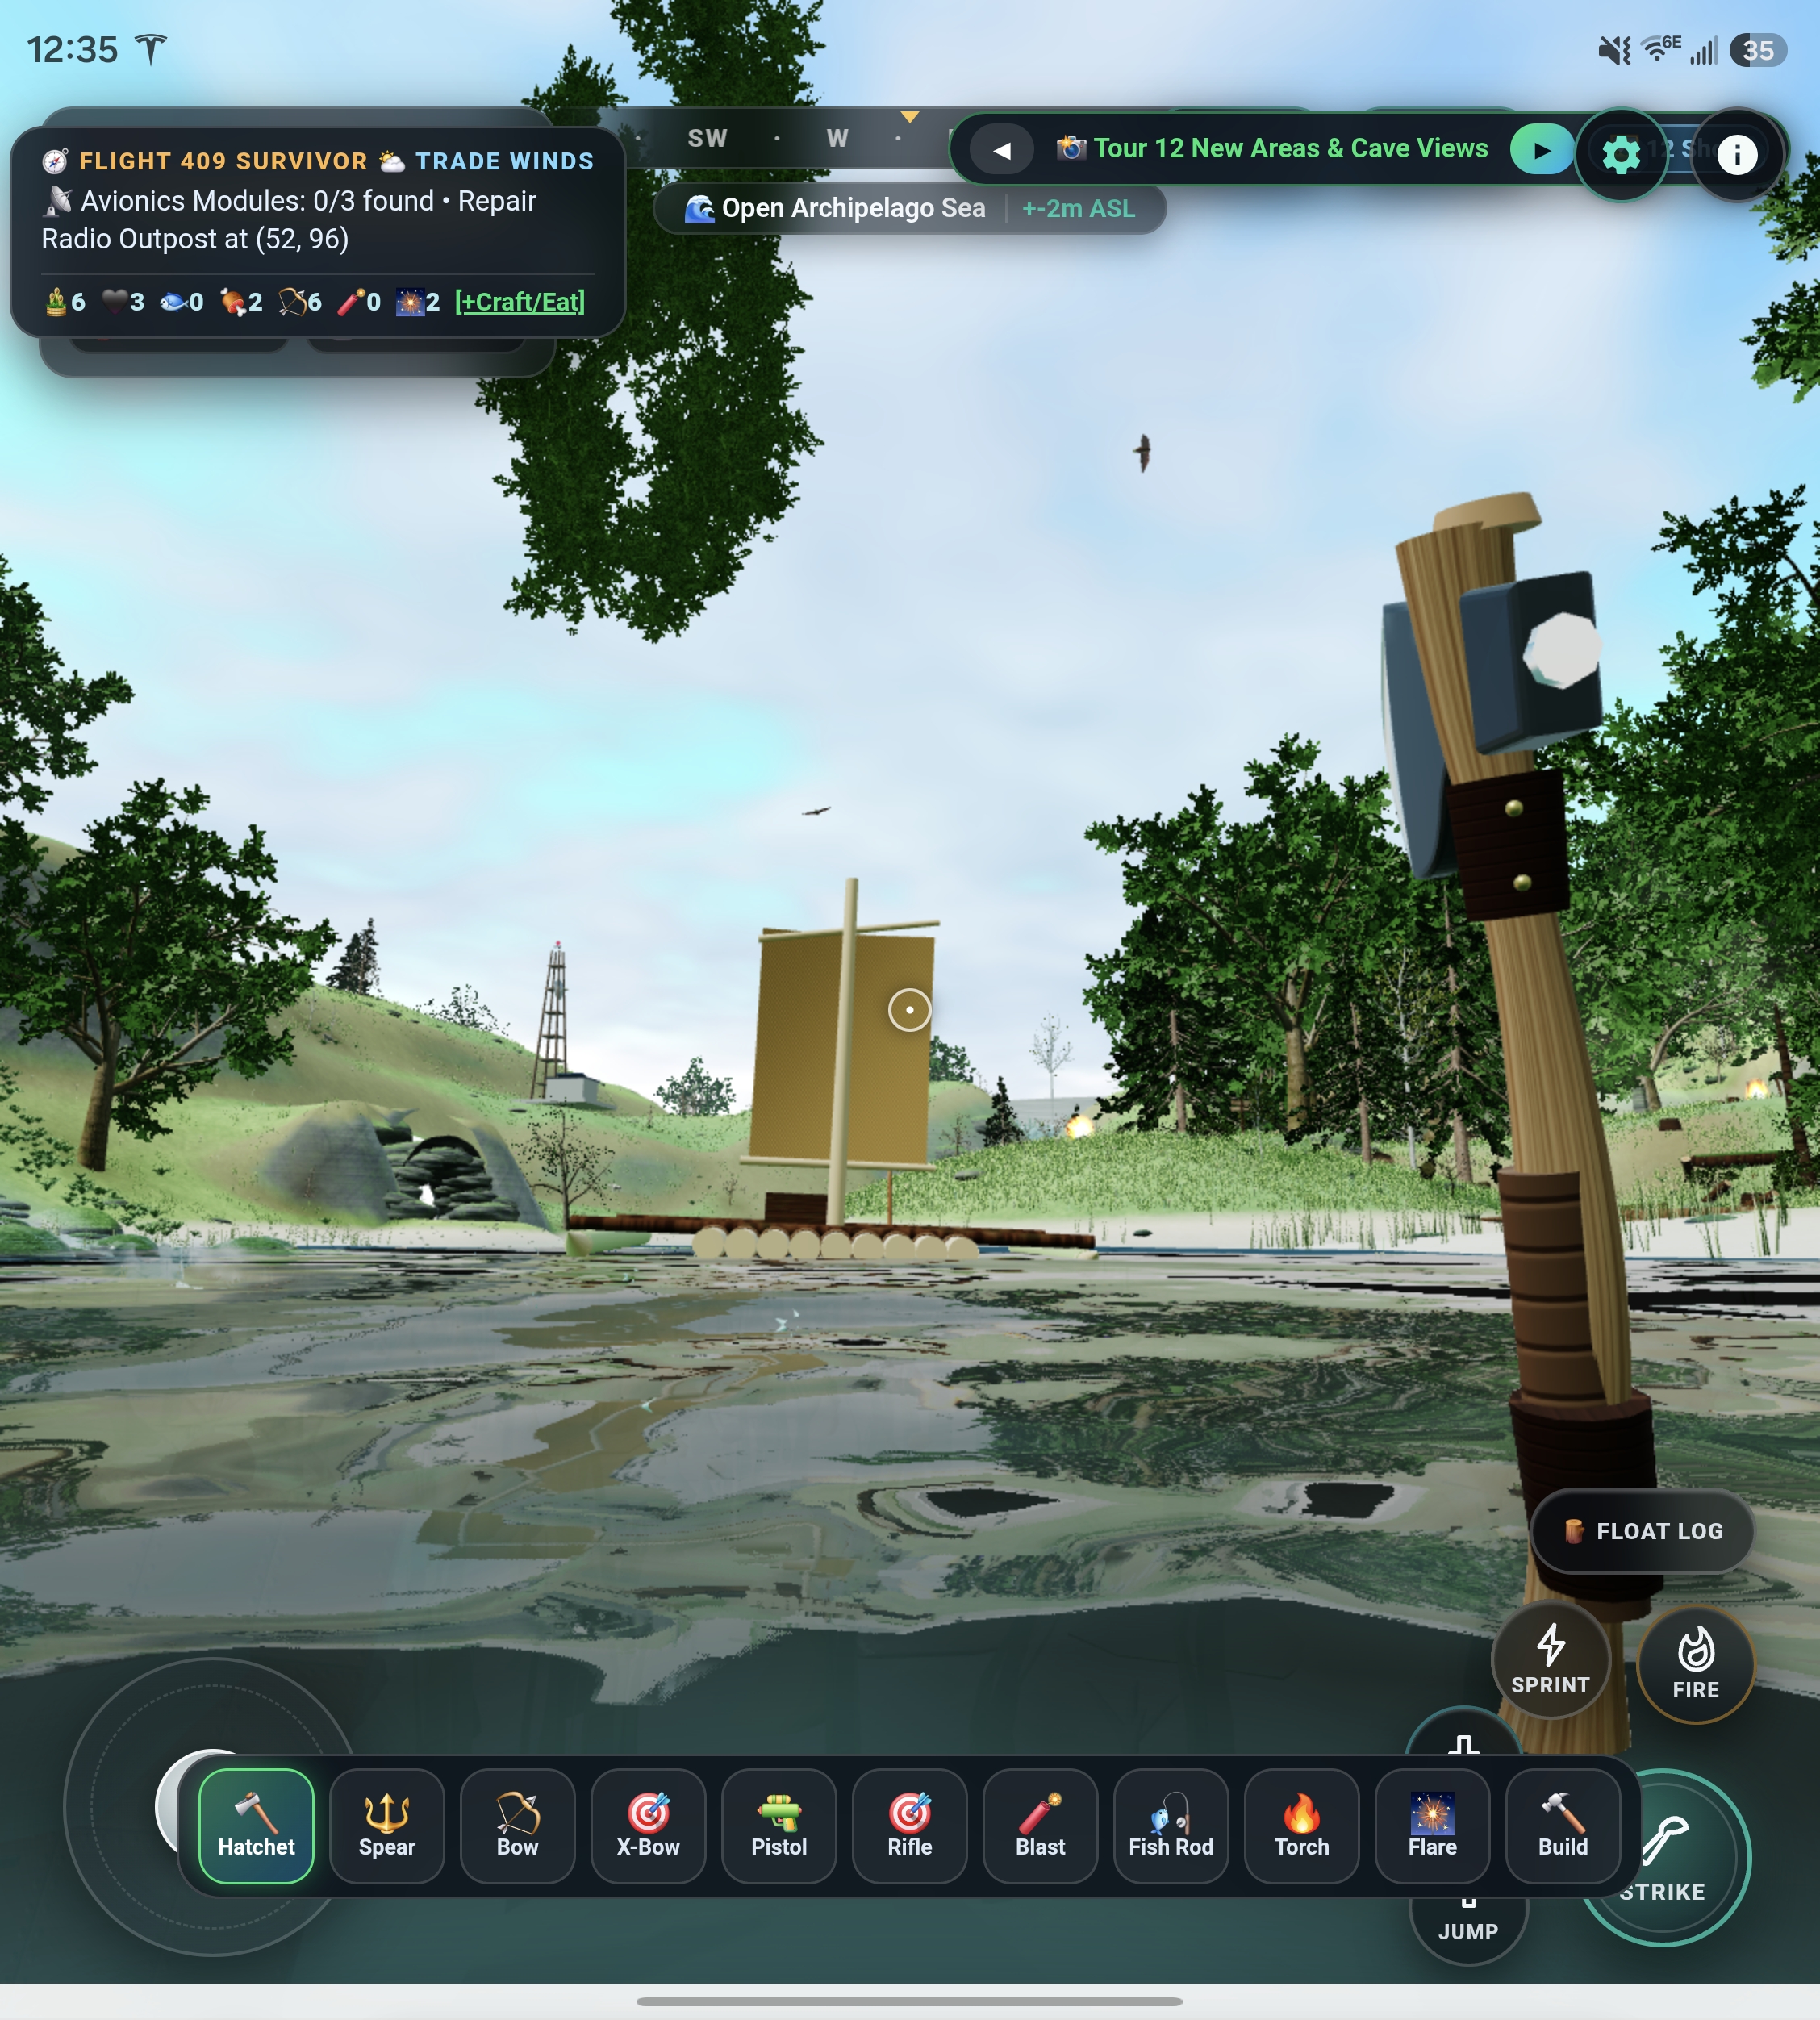 12:35
6E
35
SW · W ·
FLIGHT 409 SURVIVOR TRADE WINDS
Avionics Modules: 0/3 found • Repair
Radio Outpost at (52, 96)
6 3 0 2 6 0 2 [+Craft/Eat]
Tour 12 New Areas & Cave Views
12 Sh
Open Archipelago Sea +-2m ASL
FLOAT LOG
SPRINT
FIRE
Hatchet
Spear
Bow
X-Bow
Pistol
Rifle
Blast
Fish Rod
Torch
Flare
Build
STRIKE
JUMP